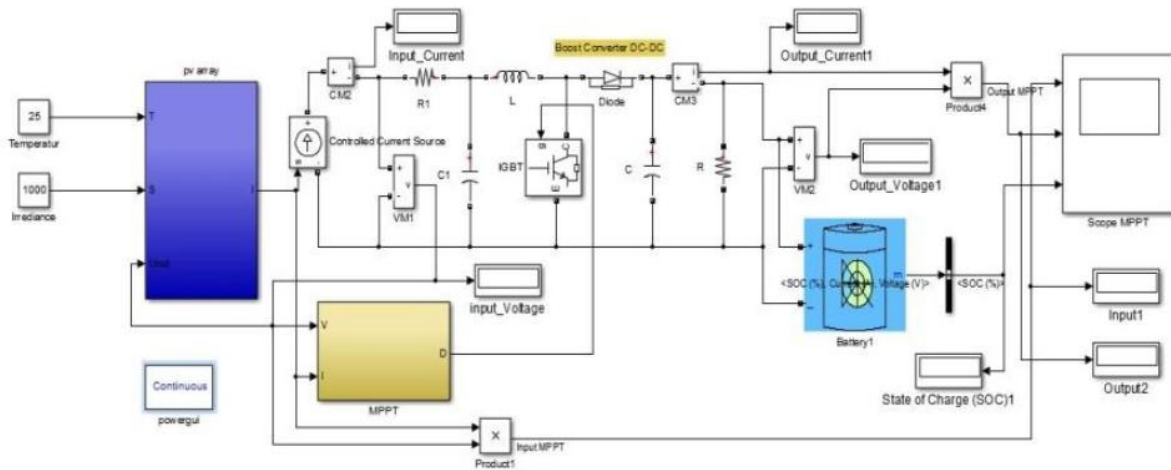 pv array
T
S
I
25
Temperatur
1000
Irrediance
Continuous
powergui
Controlled Current Source
s
+
CM2
+
-
i
Input_Current
R1
L
Boost Converter DC-DC
Diode
CM3
+
-
i
Output_Current1
VM1
+
-
v
C1
IGBT
g
C
E
C
R
VM2
+
-
v
Output_Voltage1
×
Product4
Output MPPT
Scope MPPT
input_Voltage
V
I
D
MPPT
×
Product1
Input MPPT
+
m
Voltage (V)>
<SOC (%)>
Battery1
State of Charge (SOC)1
Input1
Output2